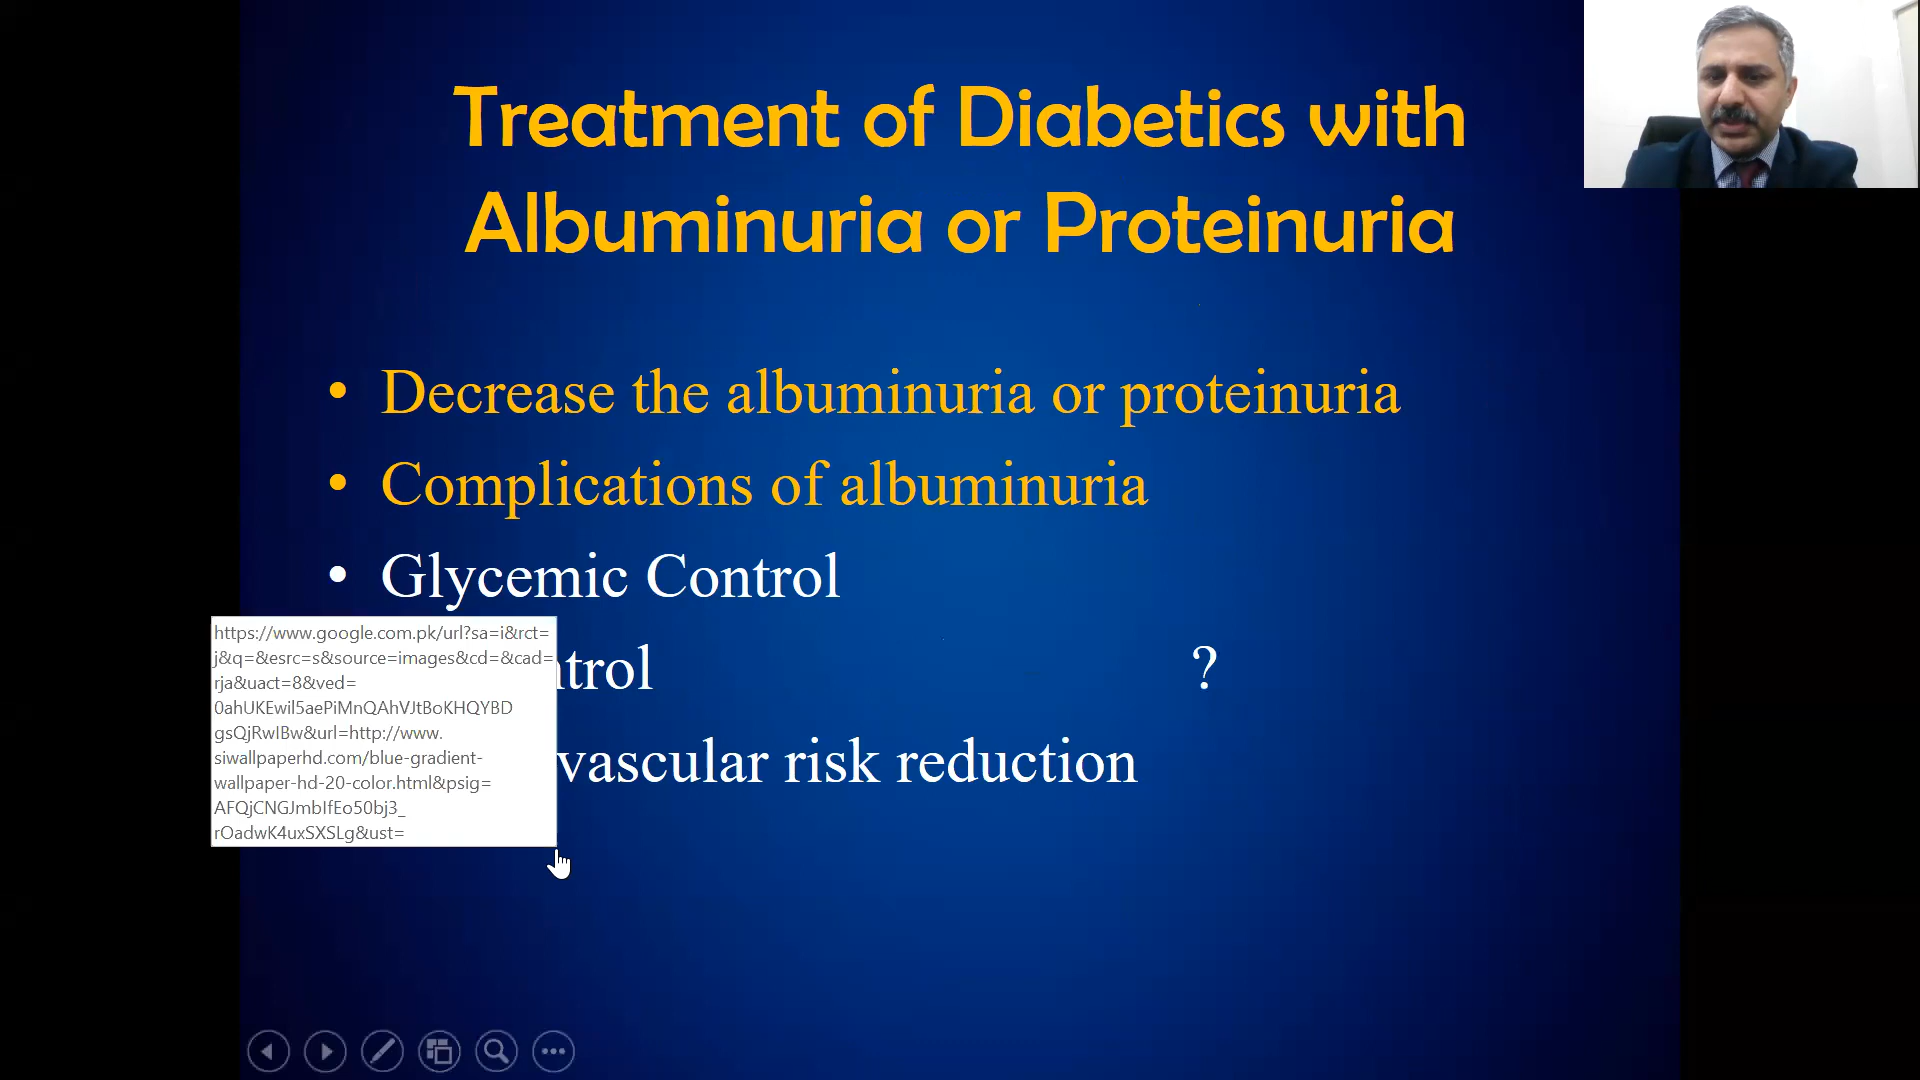 Treatment of Diabetics with
Albuminuria or Proteinuria
• Decrease the albuminuria or proteinuria
• Complications of albuminuria
• Glycemic Control
?
risk reduction
https://www.google.com.pk/url?sa=i&rct=
j&q=&esrc=s&source=images&cd=&cad=
rja&uact=8&ved=
0ahUKEwil5aePiMnQAhVJtBoKHQYBD
gsQjRwIBw&url=http://www.
siwallpaperhd.com/blue-gradient-
wallpaper-hd-20-color.html&psig=
AFQjCNGJmbIfEo50bj3_
rOadwK4uxSXSLg&ust=